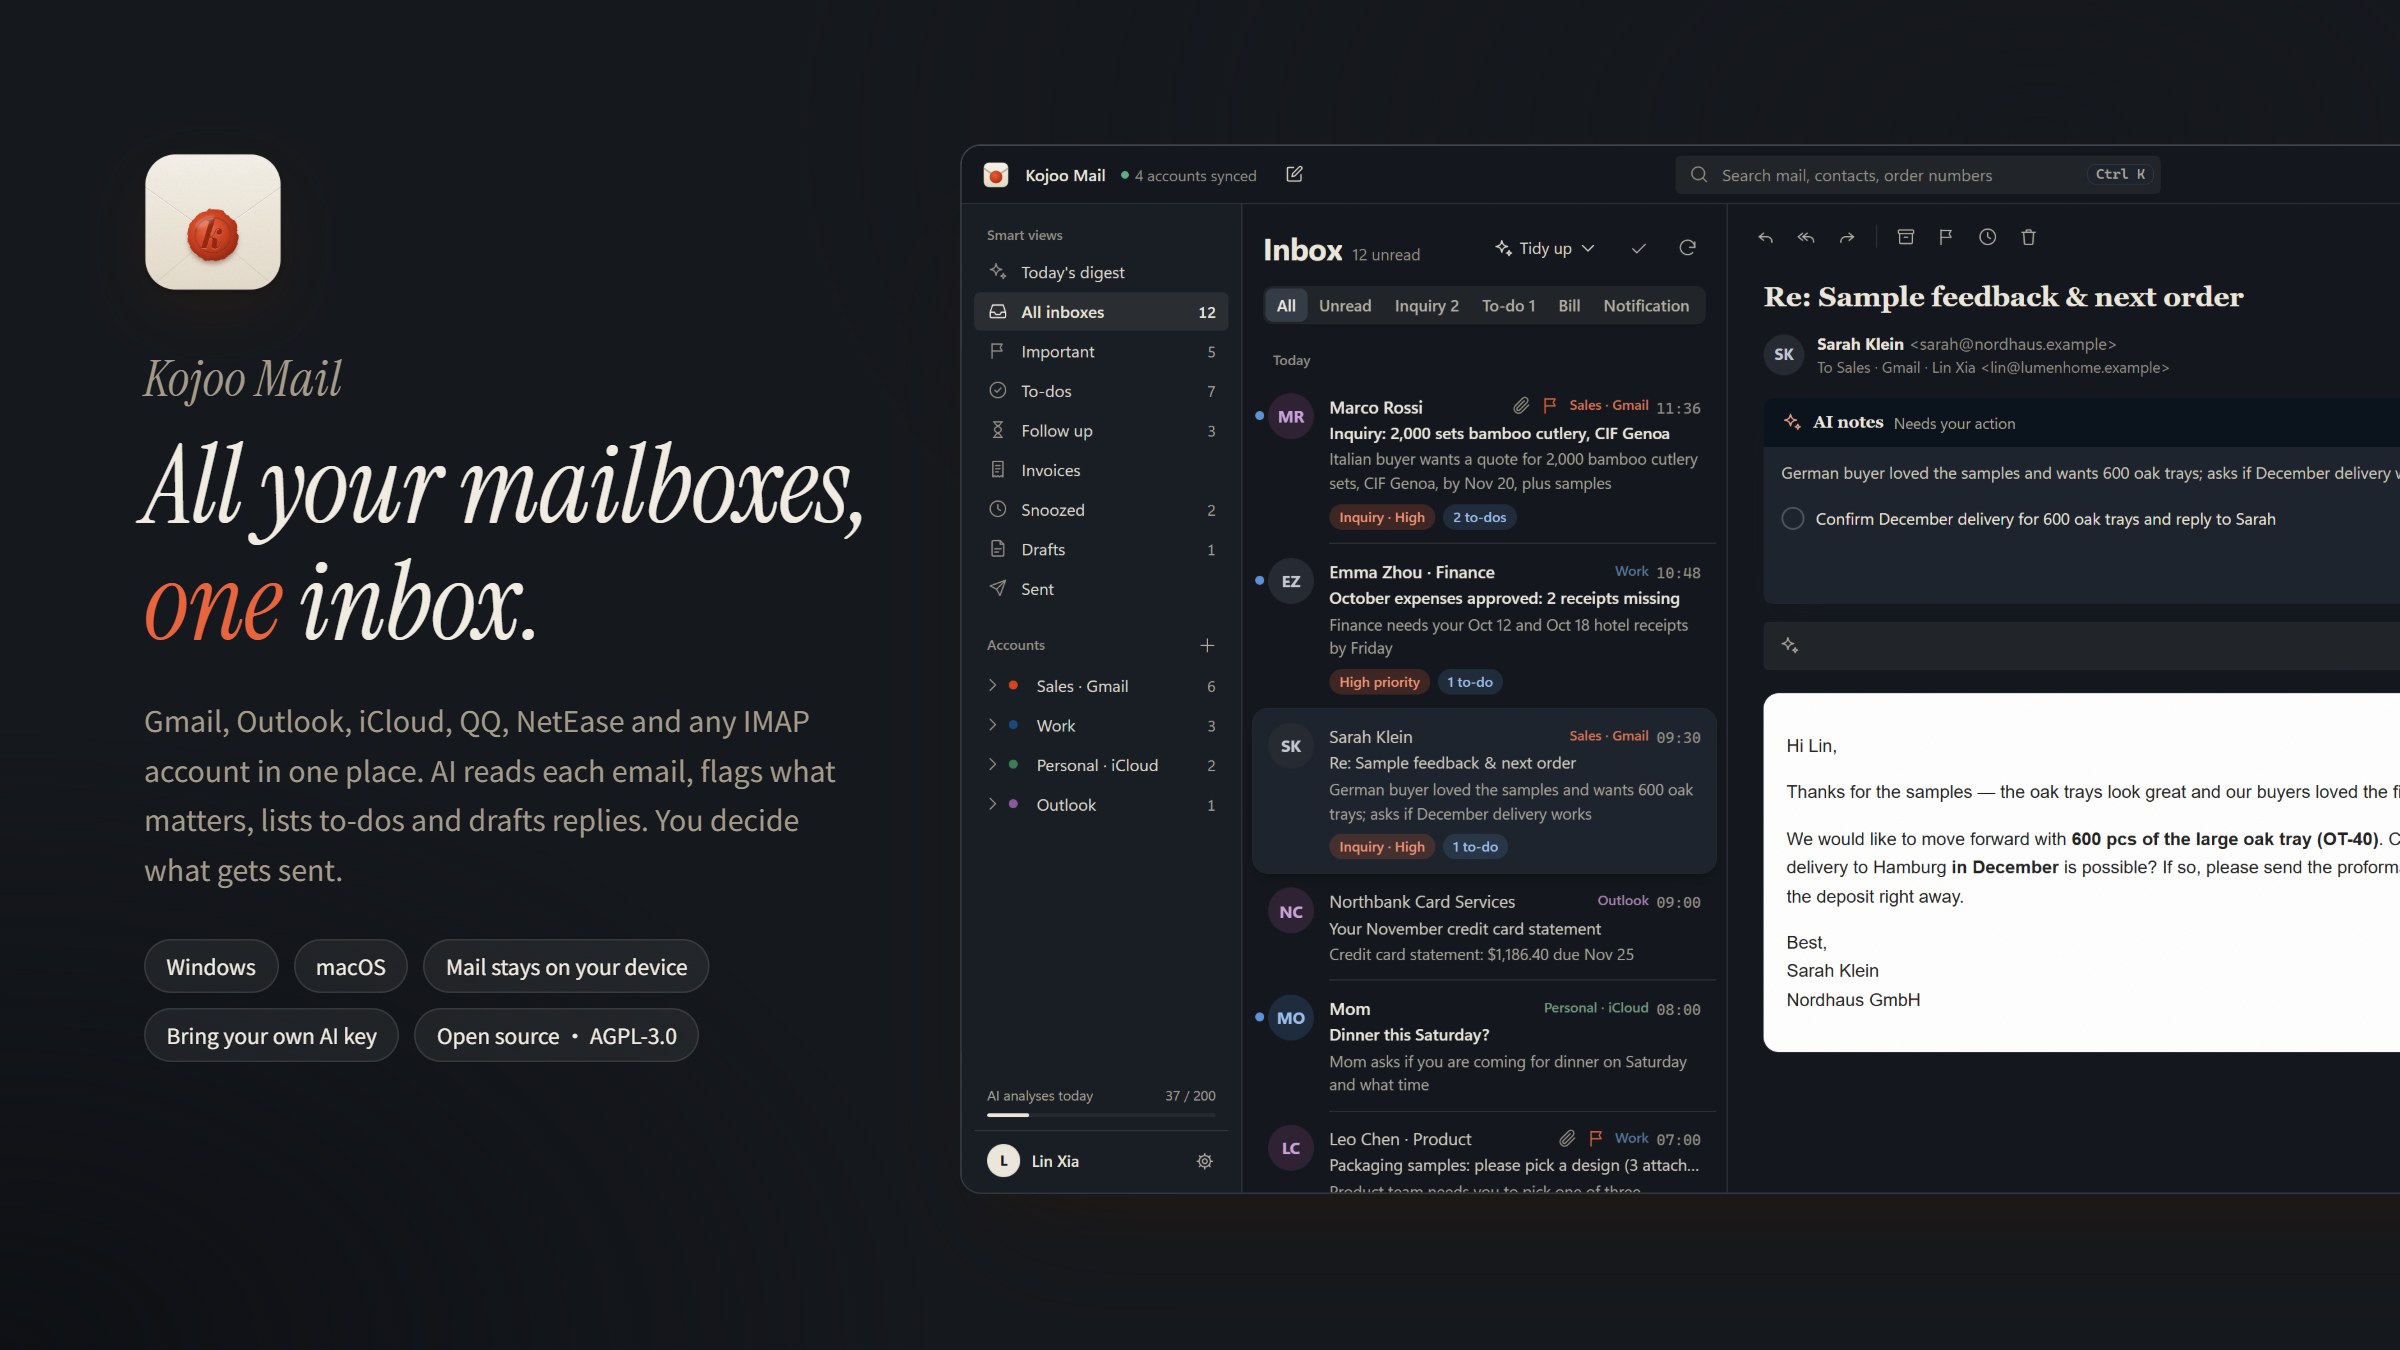 k
Kojoo Mail
All your mailboxes,
one inbox.
Gmail, Outlook, iCloud, QQ, NetEase and any IMAP
account in one place. AI reads each email, flags what
matters, lists to-dos and drafts replies. You decide
what gets sent.
Windows
macOS
Mail stays on your device
Bring your own AI key
Open source • AGPL-3.0
Kojoo Mail
4 accounts synced
Search mail, contacts, order numbers
Ctrl K
Smart views
Today's digest
All inboxes 12
Important 5
To-dos 7
Follow up 3
Invoices
Snoozed 2
Drafts 1
Sent
Accounts
Sales · Gmail 6
Work 3
Personal · iCloud 2
Outlook 1
AI analyses today 37 / 200
L Lin Xia
Inbox 12 unread
Tidy up
All Unread Inquiry 2 To-do 1 Bill Notification
Today
MR
Marco Rossi Sales · Gmail 11:36
Inquiry: 2,000 sets bamboo cutlery, CIF Genoa
Italian buyer wants a quote for 2,000 bamboo cutlery
sets, CIF Genoa, by Nov 20, plus samples
Inquiry · High 2 to-dos
EZ
Emma Zhou · Finance Work 10:48
October expenses approved: 2 receipts missing
Finance needs your Oct 12 and Oct 18 hotel receipts
by Friday
High priority 1 to-do
SK
Sarah Klein Sales · Gmail 09:30
Re: Sample feedback & next order
German buyer loved the samples and wants 600 oak
trays; asks if December delivery works
Inquiry · High 1 to-do
NC
Northbank Card Services Outlook 09:00
Your November credit card statement
Credit card statement: $1,186.40 due Nov 25
MO
Mom Personal · iCloud 08:00
Dinner this Saturday?
Mom asks if you are coming for dinner on Saturday
and what time
LC
Leo Chen · Product Work 07:00
Packaging samples: please pick a design (3 attach...
Product team needs you to pick one of three
Re: Sample feedback & next order
SK
Sarah Klein <sarah@nordhaus.example>
To Sales · Gmail · Lin Xia <lin@lumenhome.example>
AI notes Needs your action
German buyer loved the samples and wants 600 oak trays; asks if December delivery
Confirm December delivery for 600 oak trays and reply to Sarah
Hi Lin,
Thanks for the samples — the oak trays look great and our buyers loved the
We would like to move forward with 600 pcs of the large oak tray (OT-40).
delivery to Hamburg in December is possible? If so, please send the proform
the deposit right away.
Best,
Sarah Klein
Nordhaus GmbH